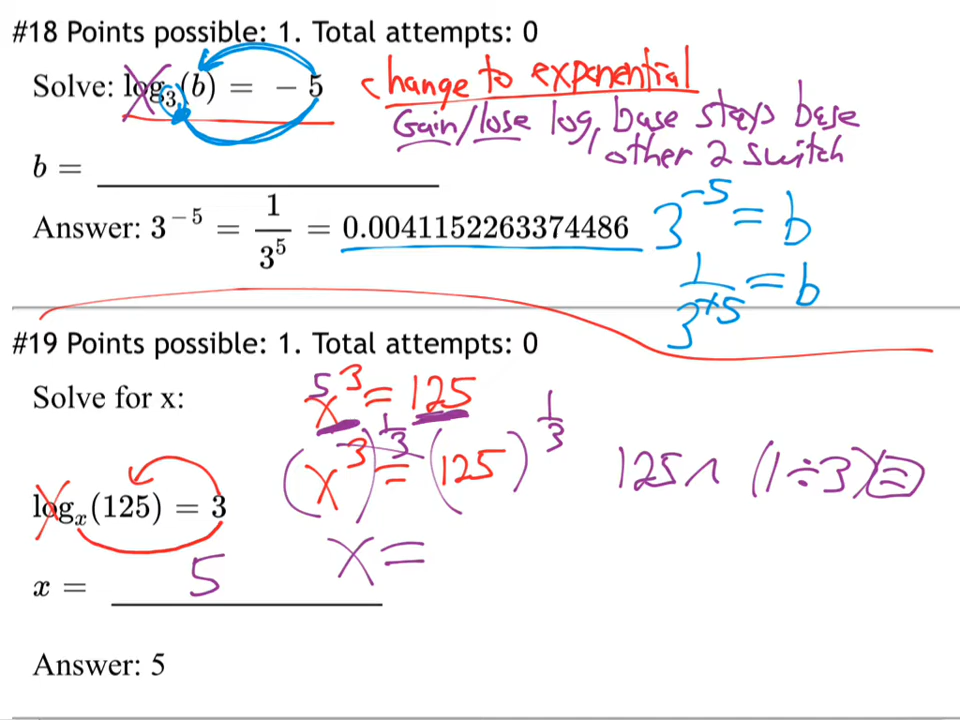 #18 Points possible: 1. Total attempts: 0
Solve: log₃(b) = − 5
change to exponential
Gain/lose log, base stays base
other 2 switch
b =
Answer: 3⁻⁵ = 1/3⁵ = 0.0041152263374486
3⁻⁵ = b
1/3⁺⁵ = b
#19 Points possible: 1. Total attempts: 0
Solve for x:
5
x³ = 125
(x³)^(1/3) = (125)^(1/3)
125^(1÷3)=
logₓ(125) = 3
x =
x = 5
Answer: 5